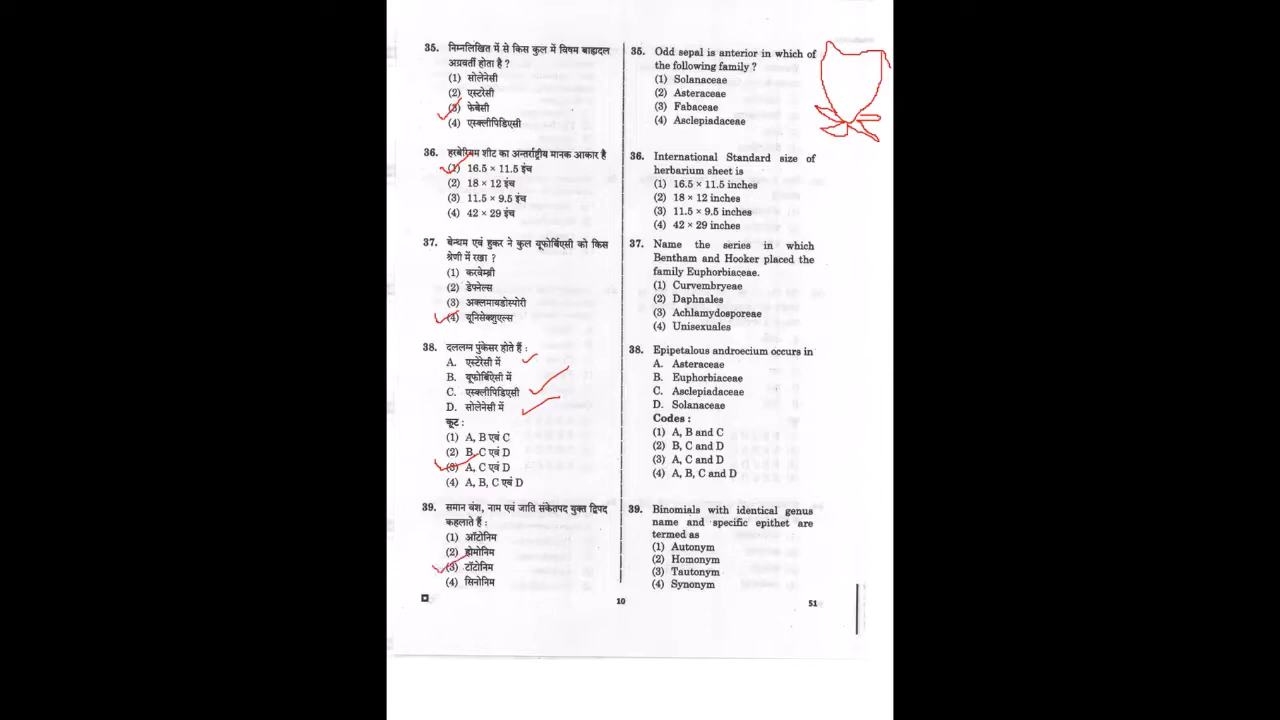 35. निम्नलिखित में से किस कुल में विषम बाह्यदल
अग्रवर्ती होता है ?
(1) सोलेनेसी
(2) एस्टरेसी
(3) फेबेसी
(4) एस्क्लीपिडिएसी
36. हरबेरियम शीट का अन्तर्राष्ट्रीय मानक आकार है
(1) 16.5 × 11.5 इंच
(2) 18 × 12 इंच
(3) 11.5 × 9.5 इंच
(4) 42 × 29 इंच
37. बेन्थम एवं हुकर ने कुल यूफोर्बिएसी को किस
श्रेणी में रखा ?
(1) करवेम्ब्री
(2) डेफ्नेल्स
(3) अक्लमायडोस्पोरी
(4) यूनिसेक्शुएल्स
38. दललग्न पुंकेसर होते हैं :
A. एस्टेरेसी में
B. यूफोर्बिऐसी में
C. एस्क्लीपिडिएसी
D. सोलेनेसी में
कूट :
(1) A, B एवं C
(2) B, C एवं D
(3) A, C एवं D
(4) A, B, C एवं D
39. समान वंश, नाम एवं जाति संकेतपद युक्त द्विपद
कहलाते हैं :
(1) ऑटोनिम
(2) होमोनिम
(3) टॉटोनिम
(4) सिनोनिम
35. Odd sepal is anterior in which of
the following family ?
(1) Solanaceae
(2) Asteraceae
(3) Fabaceae
(4) Asclepiadaceae
36. International Standard size of
herbarium sheet is
(1) 16.5 × 11.5 inches
(2) 18 × 12 inches
(3) 11.5 × 9.5 inches
(4) 42 × 29 inches
37. Name the series in which
Bentham and Hooker placed the
family Euphorbiaceae.
(1) Curvembryeae
(2) Daphnales
(3) Achlamydosporeae
(4) Unisexuales
38. Epipetalous androecium occurs in
A. Asteraceae
B. Euphorbiaceae
C. Asclepiadaceae
D. Solanaceae
Codes :
(1) A, B and C
(2) B, C and D
(3) A, C and D
(4) A, B, C and D
39. Binomials with identical genus
name and specific epithet are
termed as
(1) Autonym
(2) Homonym
(3) Tautonym
(4) Synonym
10
51